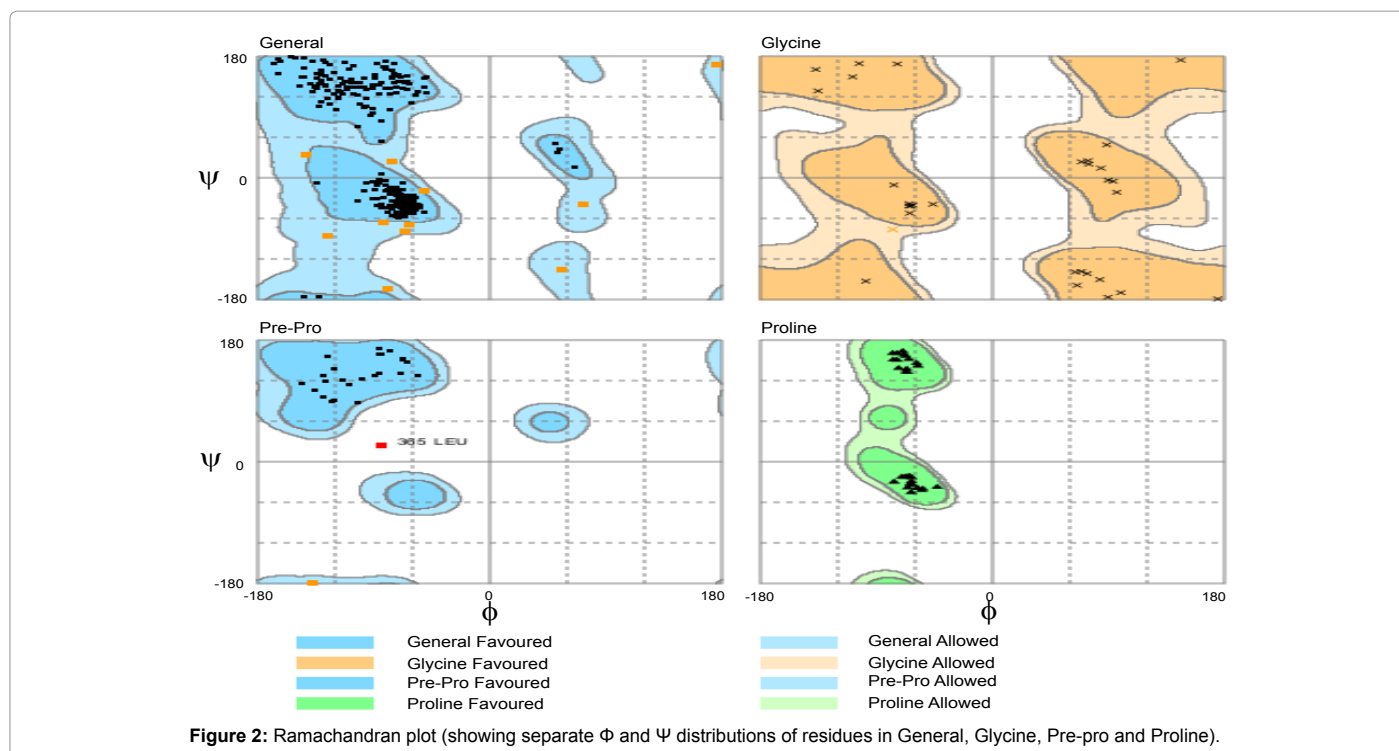 General
Glycine
180
Ψ
0
-180
Pre-Pro
Proline
180
365 LEU
Ψ
0
-180
-180
0
180
-180
0
180
ϕ
ϕ
General Favoured
General Allowed
Glycine Favoured
Glycine Allowed
Pre-Pro Favoured
Pre-Pro Allowed
Proline Favoured
Proline Allowed
Figure 2: Ramachandran plot (showing separate Φ and Ψ distributions of residues in General, Glycine, Pre-pro and Proline).